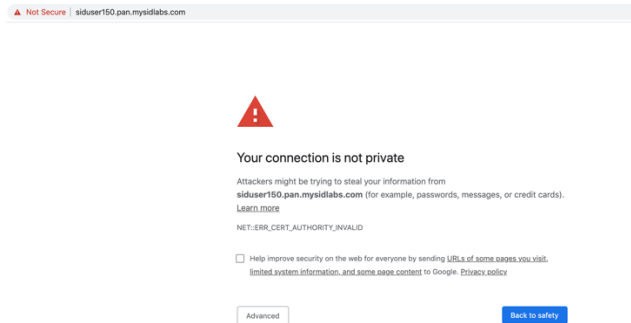 Not Secure | siduser150.pan.mysidlabs.com
Your connection is not private
Attackers might be trying to steal your information from
siduser150.pan.mysidlabs.com (for example, passwords, messages, or credit cards).
Learn more
NET::ERR_CERT_AUTHORITY_INVALID
Help improve security on the web for everyone by sending URLs of some pages you visit,
limited system information, and some page content to Google. Privacy policy
Advanced
Back to safety